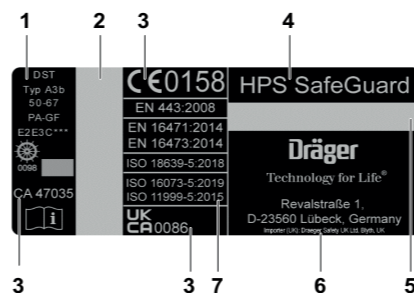 1 2 3 4
DST
Typ A3b
50-67
PA-GF
E2E3C***
0098
CA 47035
CE0158
EN 443:2008
EN 16471:2014
EN 16473:2014
ISO 18639-5:2018
ISO 16073-5:2019
ISO 11999-5:2015
UK
CA0086
HPS SafeGuard
Dräger
Technology for Life®
Revalstraße 1,
D-23560 Lübeck, Germany
Importer (UK): Draeger Safety UK Ltd, Blyth, UK
3 3 7 6 5